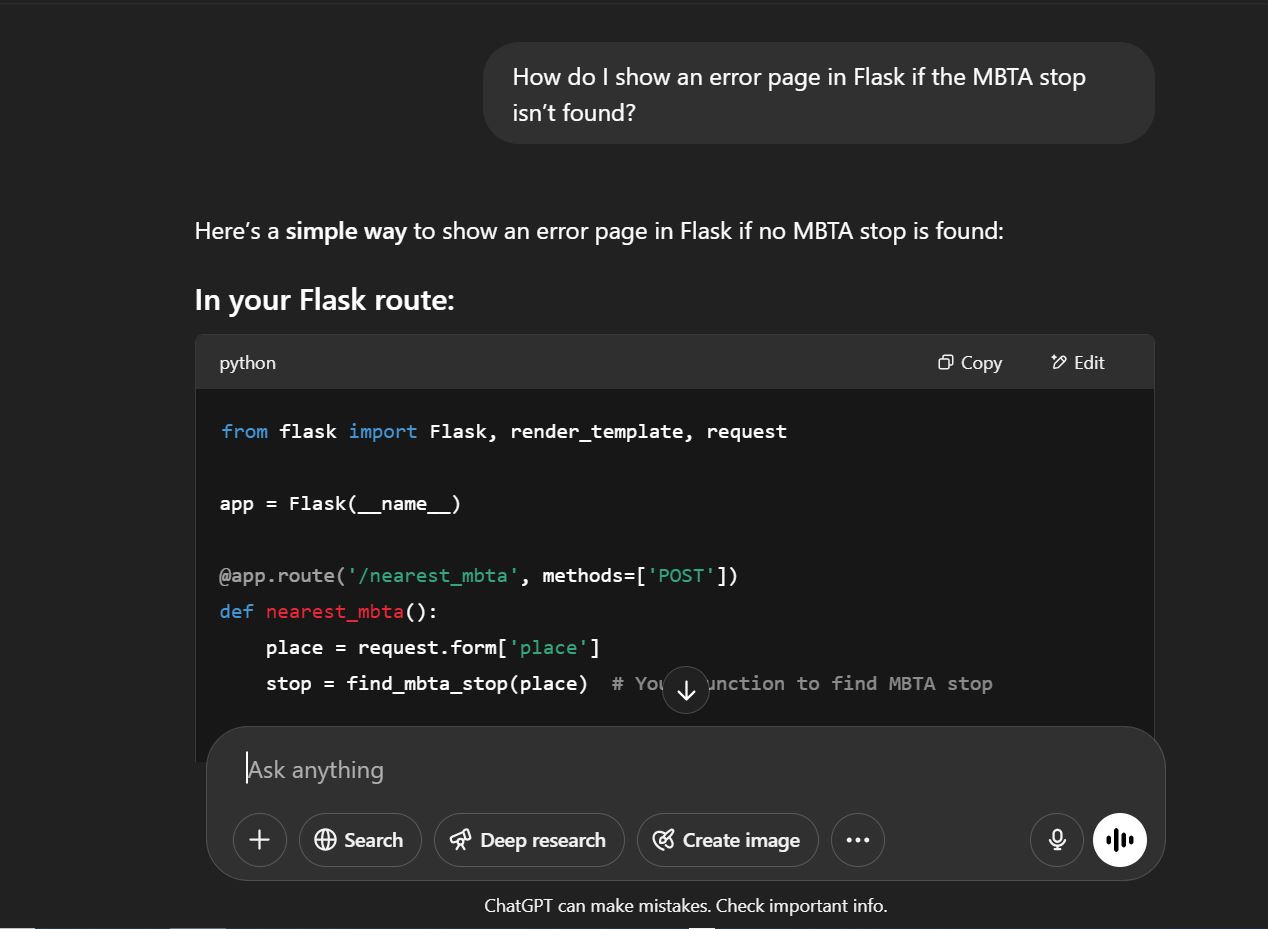 How do I show an error page in Flask if the MBTA stop
isn’t found?
Here’s a simple way to show an error page in Flask if no MBTA stop is found:
In your Flask route:
python Copy Edit
from flask import Flask, render_template, request
app = Flask(__name__)
@app.route('/nearest_mbta', methods=['POST'])
def nearest_mbta():
place = request.form['place']
stop = find_mbta_stop(place) # to find MBTA stop
Ask anything
Search Deep research Create image
ChatGPT can make mistakes. Check important info.